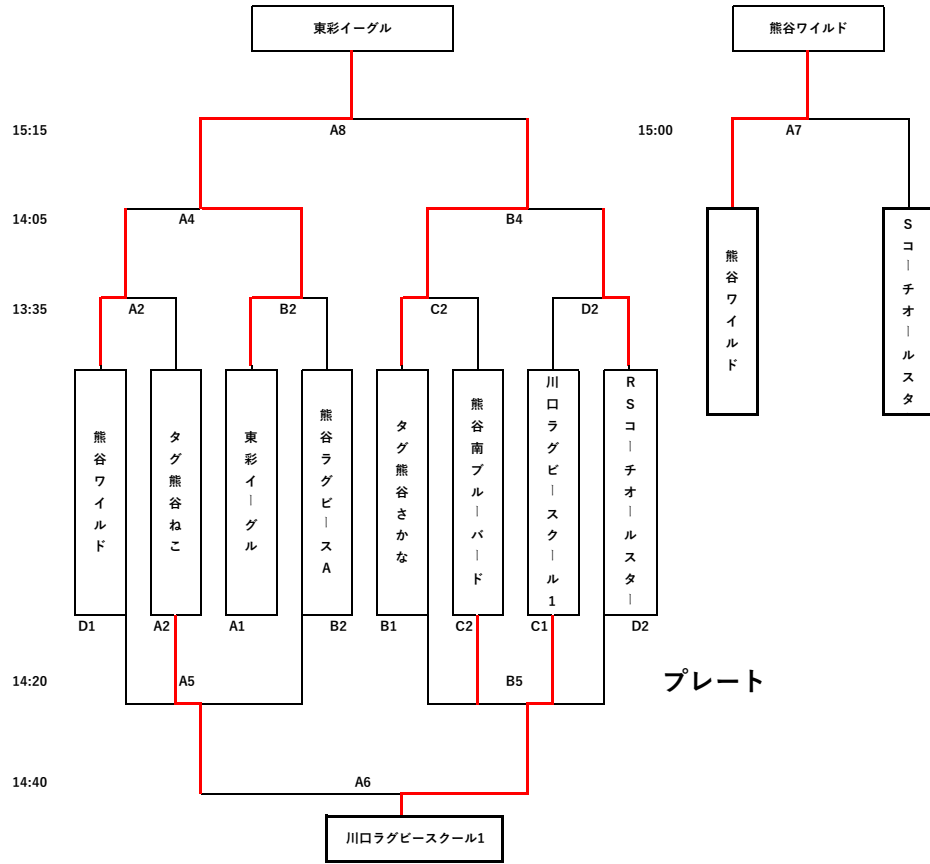 東彩イーグル
熊谷ワイルド
15:15
A8
15:00
A7
14:05
A4
B4
13:35
A2
B2
C2
D2
熊谷ワイルド
タグ熊谷ねこ
東彩イーグル
熊谷ラグビースA
タグ熊谷さかな
熊谷南ブルーバード
川口ラグビースクール1
RSコーチオールスター
熊谷ワイルド
Sコーチオールスタ
D1
A2
A1
B2
B1
C2
C1
D2
14:20
A5
B5
プレート
14:40
A6
川口ラグビースクール1